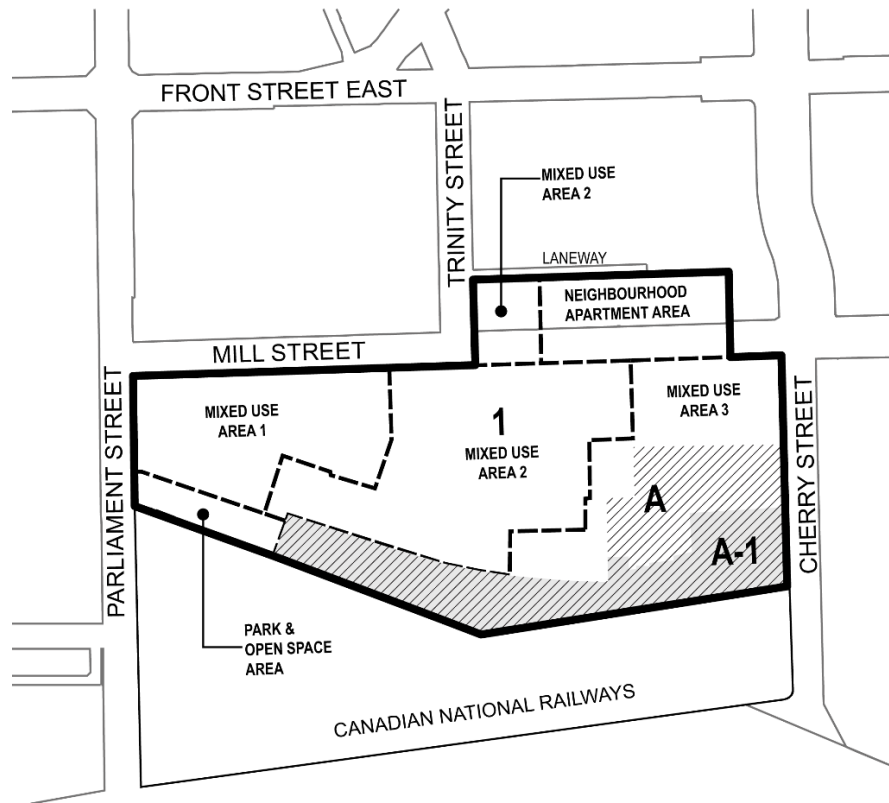 FRONT STREET EAST
TRINITY STREET
MIXED USE
AREA 2
LANEWAY
NEIGHBOURHOOD
APARTMENT AREA
MILL STREET
PARLIAMENT STREET
MIXED USE
AREA 1
1
MIXED USE
AREA 2
MIXED USE
AREA 3
A
A-1
CHERRY STREET
PARK &
OPEN SPACE
AREA
CANADIAN NATIONAL RAILWAYS